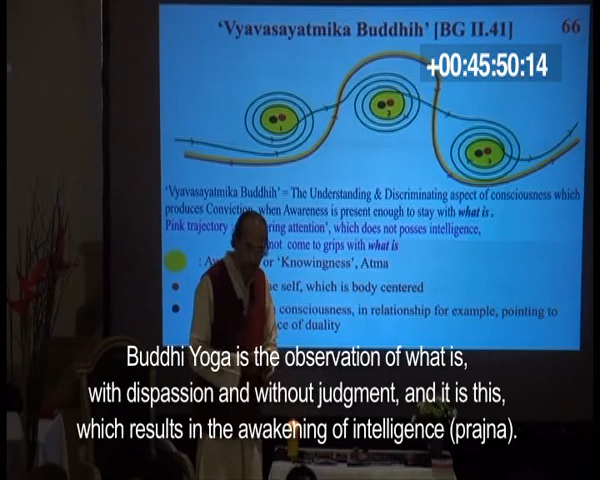 'Vyavasayatmika Buddhih' [BG II.41] 66
+00:45:50:14
1
2
3
'Vyavasayatmika Buddhih' = The Understanding & Discriminating aspect of consciousness which
produces Conviction, when Awareness is present enough to stay with what is.
Pink trajectory : ring attention', which does not posses intelligence,
not come to grips with what is
: or 'Knowingness', Atma
e self, which is body centered
consciousness, in relationship for example, pointing to
ce of duality
Buddhi Yoga is the observation of what is,
with dispassion and without judgment, and it is this,
which results in the awakening of intelligence (prajna).